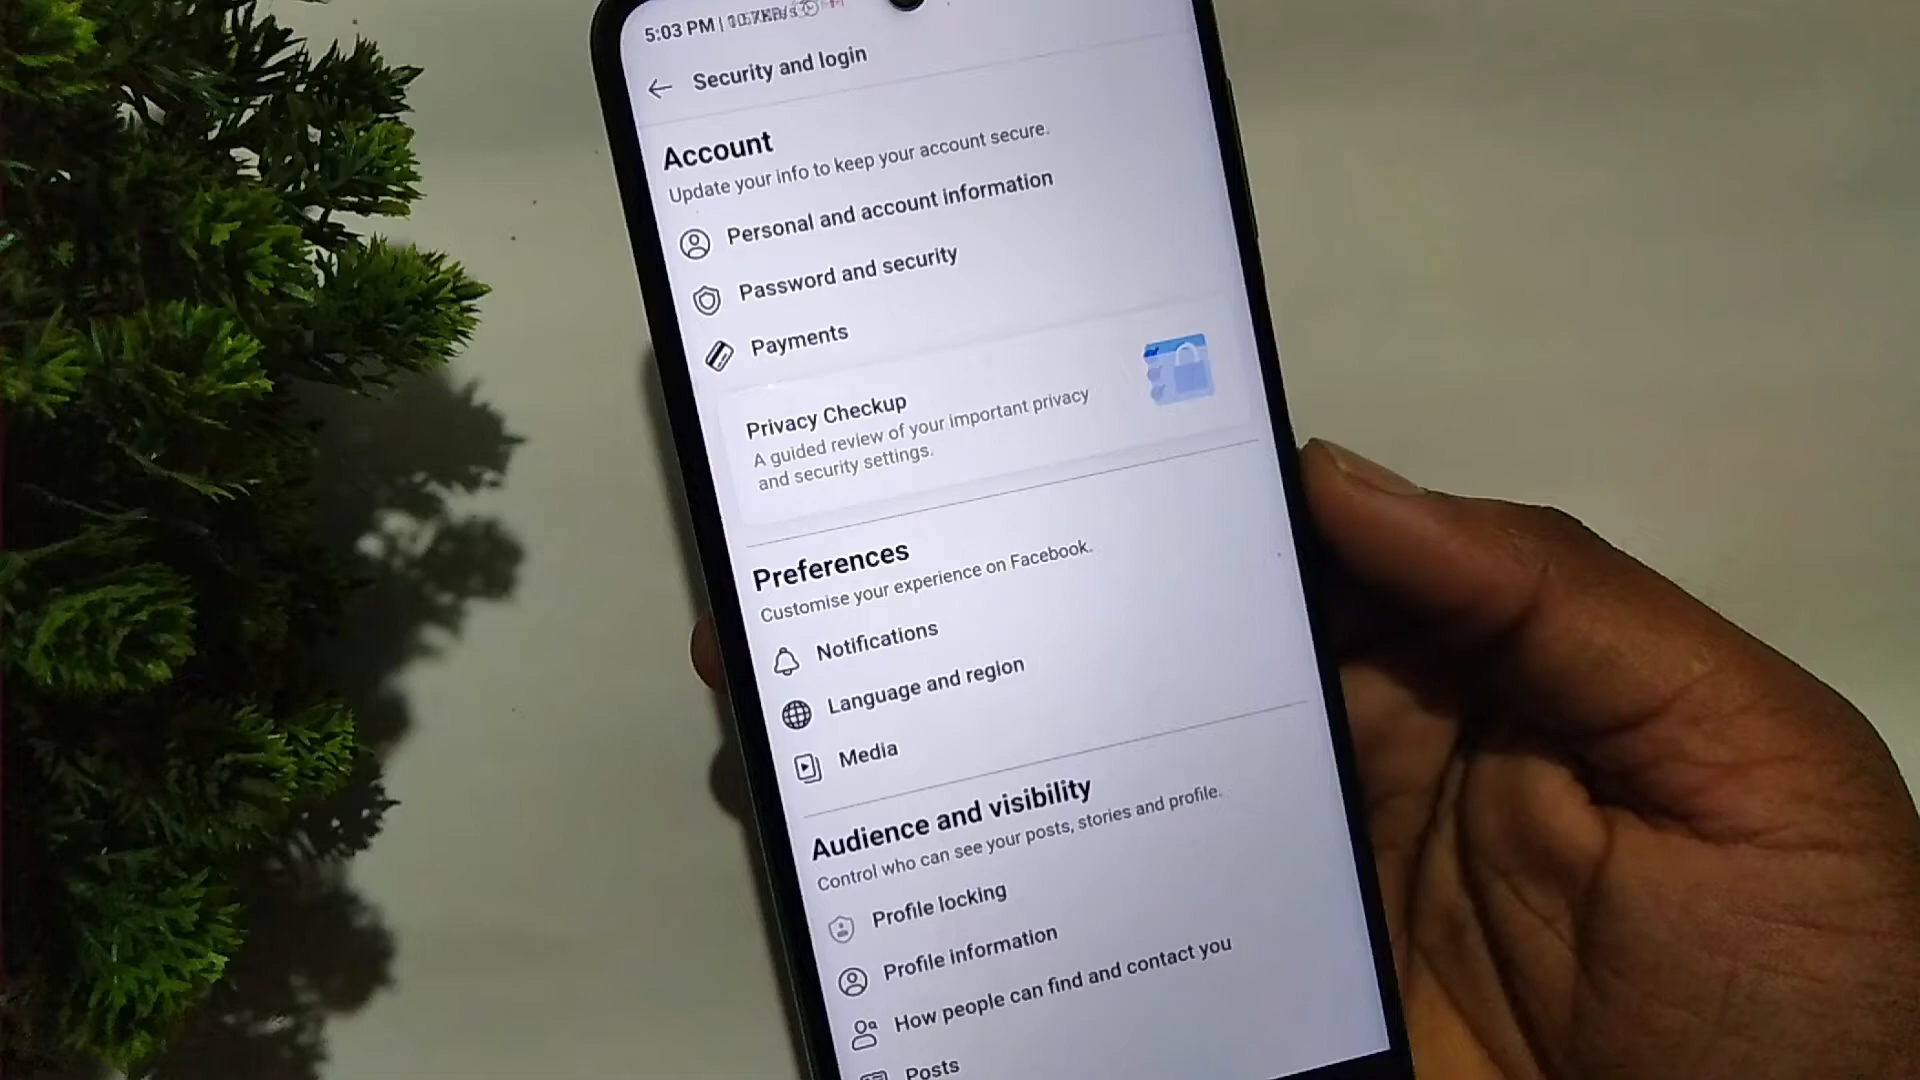 5:03 PM |
Security and login
Account
Update your info to keep your account secure.
Personal and account information
Password and security
Payments
Privacy Checkup
A guided review of your important privacy
and security settings.
Preferences
Customise your experience on Facebook.
Notifications
Language and region
Media
Audience and visibility
Control who can see your posts, stories and profile.
Profile locking
Profile information
How people can find and contact you
Posts